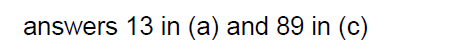 answers 13 in (a) and 89 in (c)